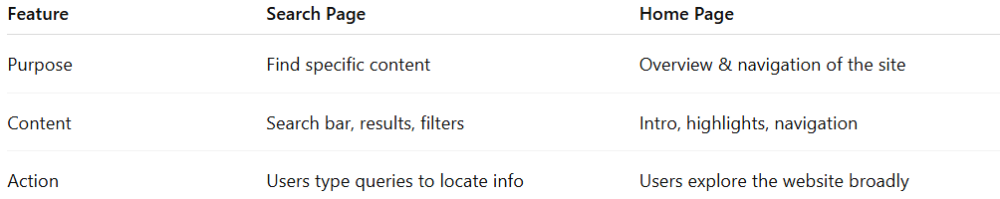 Feature Search Page Home Page
Purpose Find specific content Overview & navigation of the site
Content Search bar, results, filters Intro, highlights, navigation
Action Users type queries to locate info Users explore the website broadly